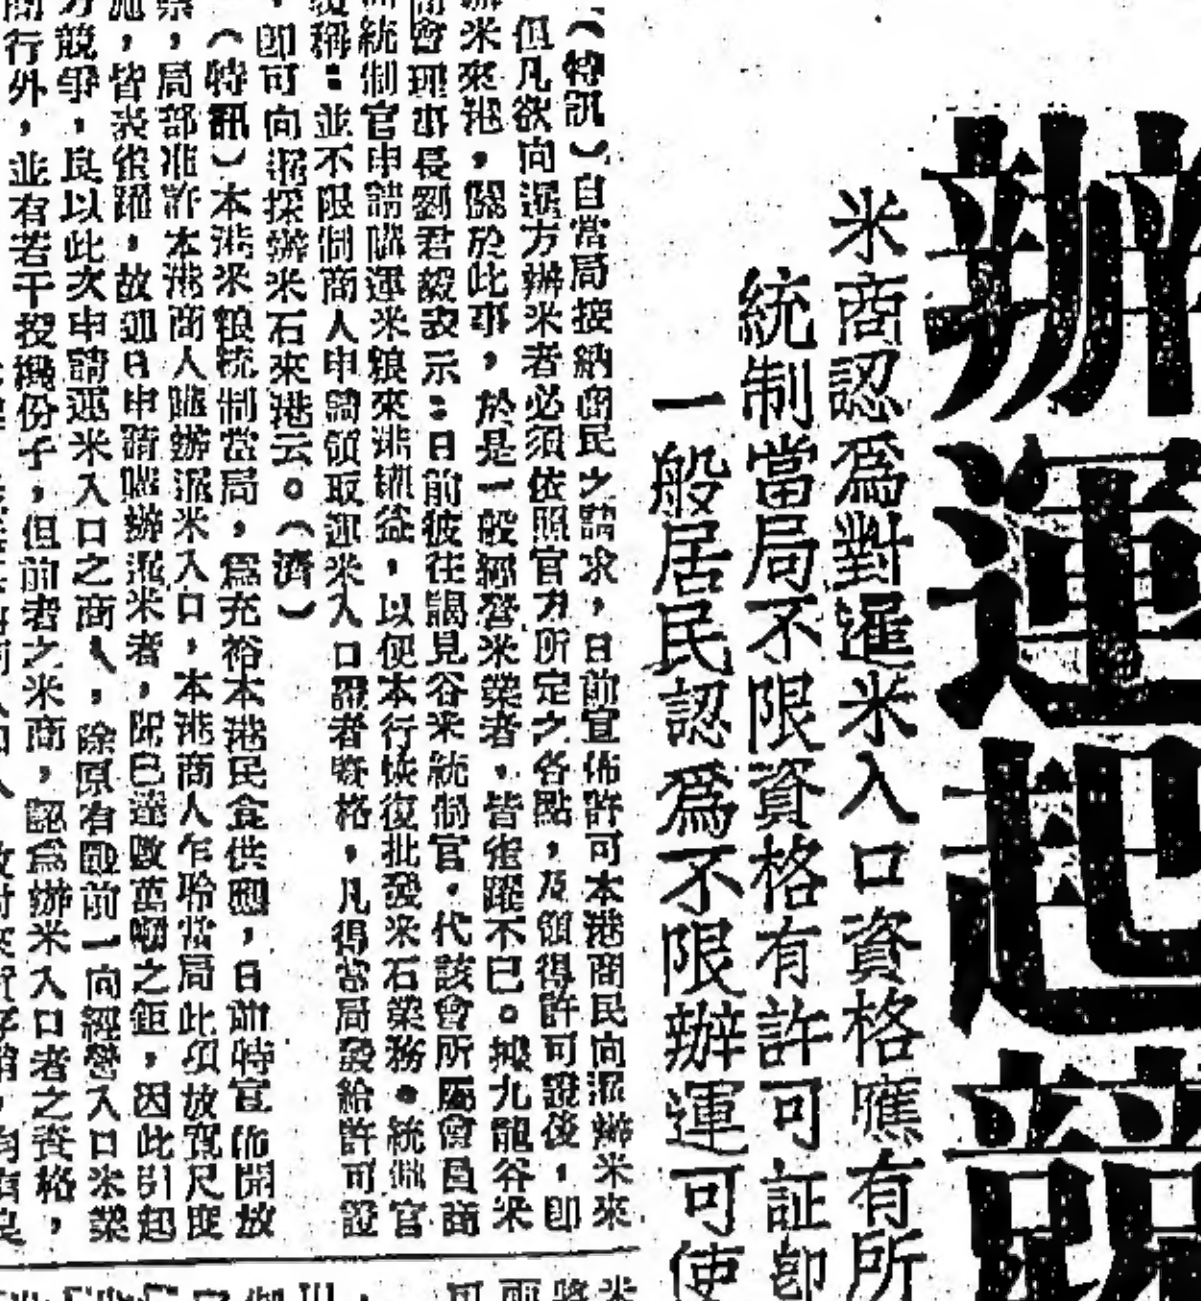 辦運起競
米商認為對暹米入口資格應有所
統制當局不限資格有許可証卽
一般居民認為不限辦運可使
（特訊）自當局接納商民之請求，日前宣佈許可本港商民向暹辦米來
，但凡欲向暹方辦米者必須依照官方所定之各點，及領得許可證後，卽
辦米來港，關於此事，於是一般經營米業者，皆雀躍不已。據九龍谷米
商會理事長劉君毅表示：日前彼往謁見谷米統制官，代該會所屬會員商
統制官申請購運米粮來港，以便本行恢復批發米石業務。統制官
稱：並不限制商人申請領取運米入口證者資格，凡得當局發給許可證
，卽可向暹採辦米石來港云。（濟）
（特訊）本港米粮統制當局，為充裕本港民食供應，日前特宣佈開放
，局部准許本港商人購辦暹米入口，本港商人乍聆當局此項放寬尺度
，皆表雀躍，故連日申請購辦暹米者，既已達數萬噸之鉅，因此引起
競爭，良以此次申請運米入口之商人，除原有戰前一向經營入口米業
行外，並有若干投機份子，但前者之米商，認為辦米入口者之資格，